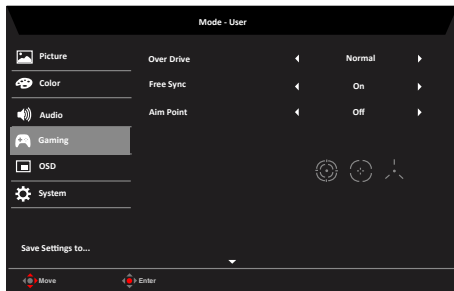 Mode - User
Picture
Over Drive Normal
Color
Free Sync On
Audio
Aim Point Off
Gaming
OSD
System
Save Settings to...
Move Enter